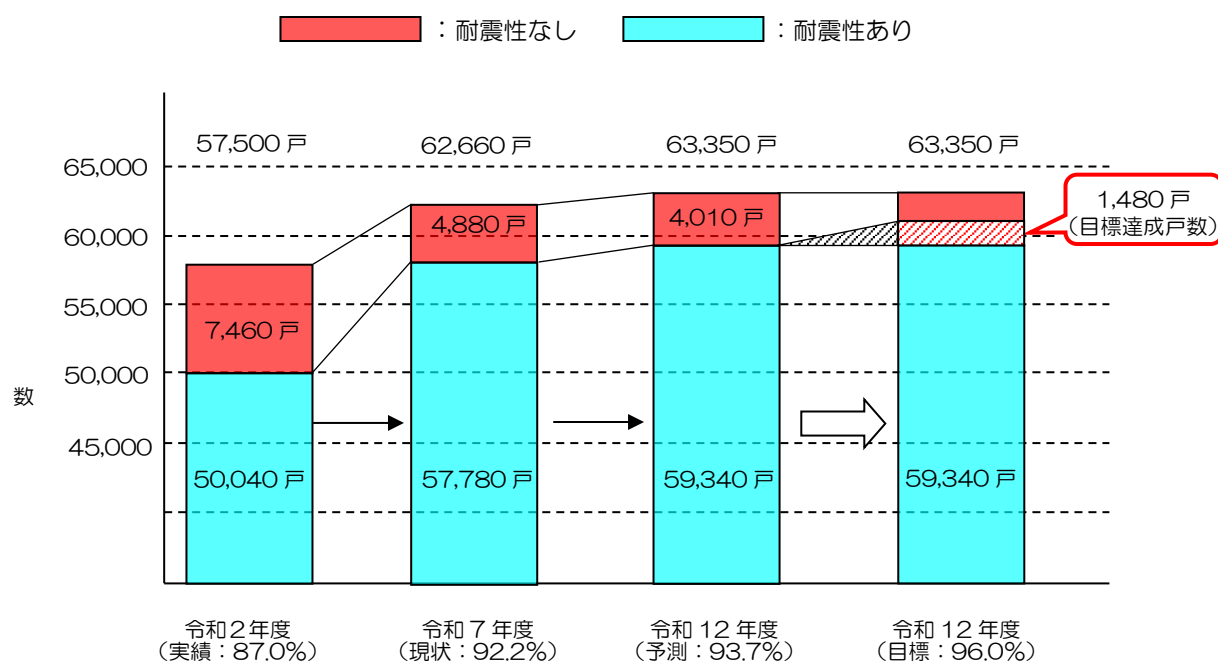 ：耐震性なし
：耐震性あり
57,500 戸
62,660 戸
63,350 戸
63,350 戸
65,000
60,000
55,000
50,000
45,000
数
7,460 戸
4,880 戸
4,010 戸
1,480 戸
（目標達成戸数）
50,040 戸
57,780 戸
59,340 戸
59,340 戸
令和２年度
（実績：87.0%）
令和 7 年度
（現状：92.2%）
令和 12 年度
（予測：93.7%）
令和 12 年度
（目標：96.0%）